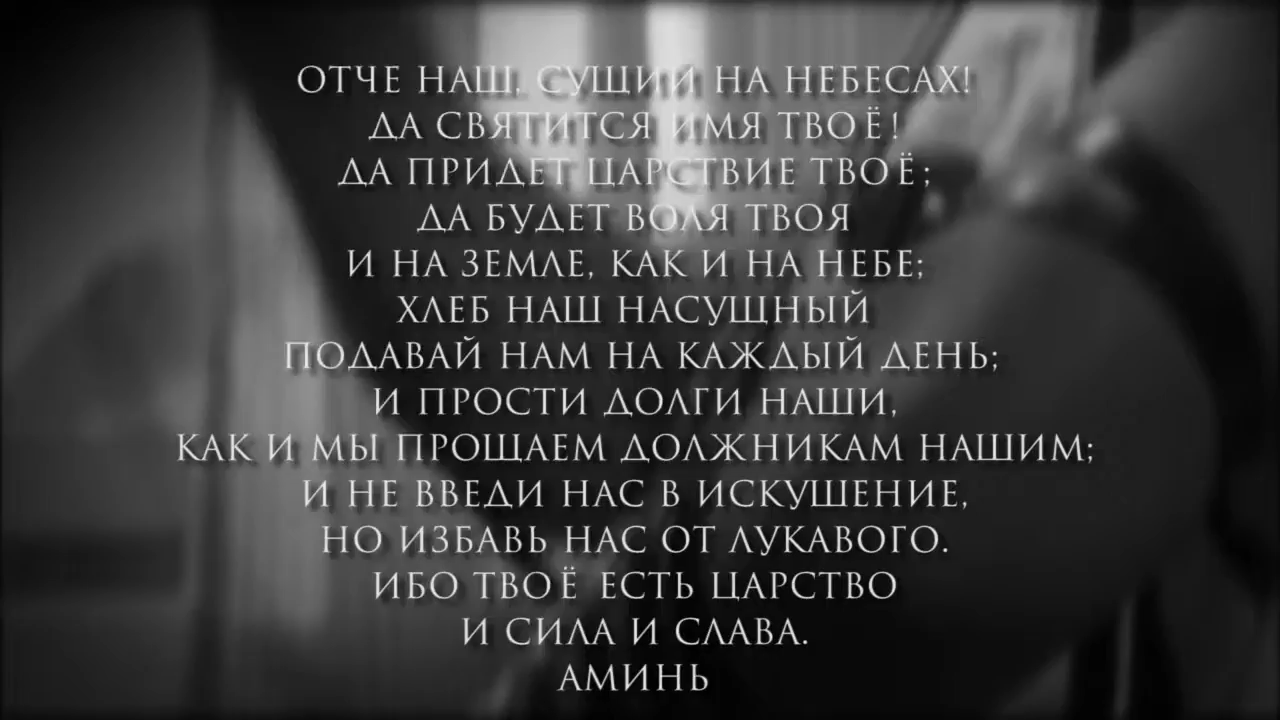 ОТЧЕ НАШ, СУЩИЙ НА НЕБЕСАХ!
ДА СВЯТИТСЯ ИМЯ ТВОЁ!
ДА ПРИДЕТ ЦАРСТВИЕ ТВОЁ;
ДА БУДЕТ ВОЛЯ ТВОЯ
И НА ЗЕМЛЕ, КАК И НА НЕБЕ;
ХЛЕБ НАШ НАСУЩНЫЙ
ПОДАВАЙ НАМ НА КАЖДЫЙ ДЕНЬ;
И ПРОСТИ ДОЛГИ НАШИ,
КАК И МЫ ПРОЩАЕМ ДОЛЖНИКАМ НАШИМ;
И НЕ ВВЕДИ НАС В ИСКУШЕНИЕ,
НО ИЗБАВЬ НАС ОТ ЛУКАВОГО.
ИБО ТВОЁ ЕСТЬ ЦАРСТВО
И СИЛА И СЛАВА.
АМИНЬ